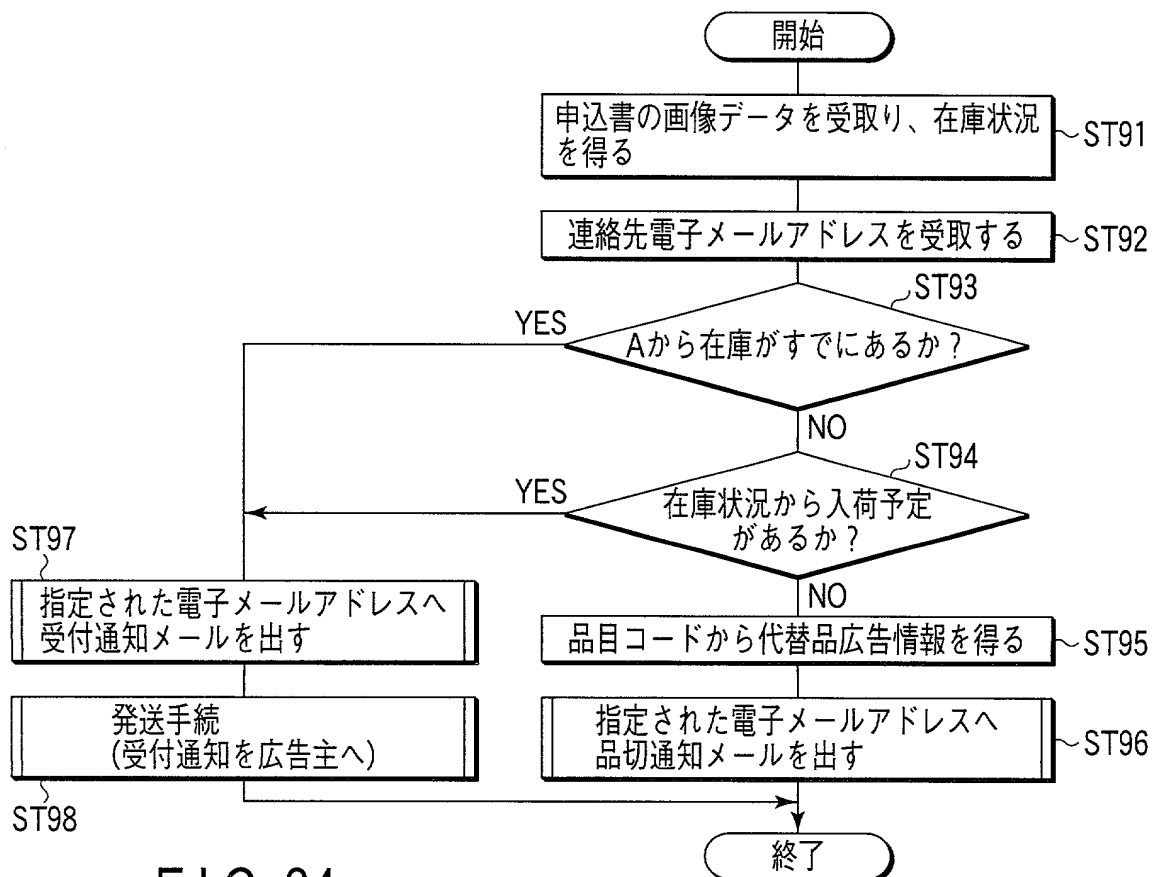 開始
申込書の画像データを受取り、在庫状況
を得る
ST91
連絡先電子メールアドレスを受取する
ST92
ST93
YES
Aから在庫がすでにあるか?
NO
ST94
YES
在庫状況から入荷予定
があるか?
NO
ST97
指定された電子メールアドレスへ
受付通知メールを出す
品目コードから代替品広告情報を得る
ST95
発送手続
(受付通知を広告主へ)
ST98
指定された電子メールアドレスへ
品切通知メールを出す
ST96
終了